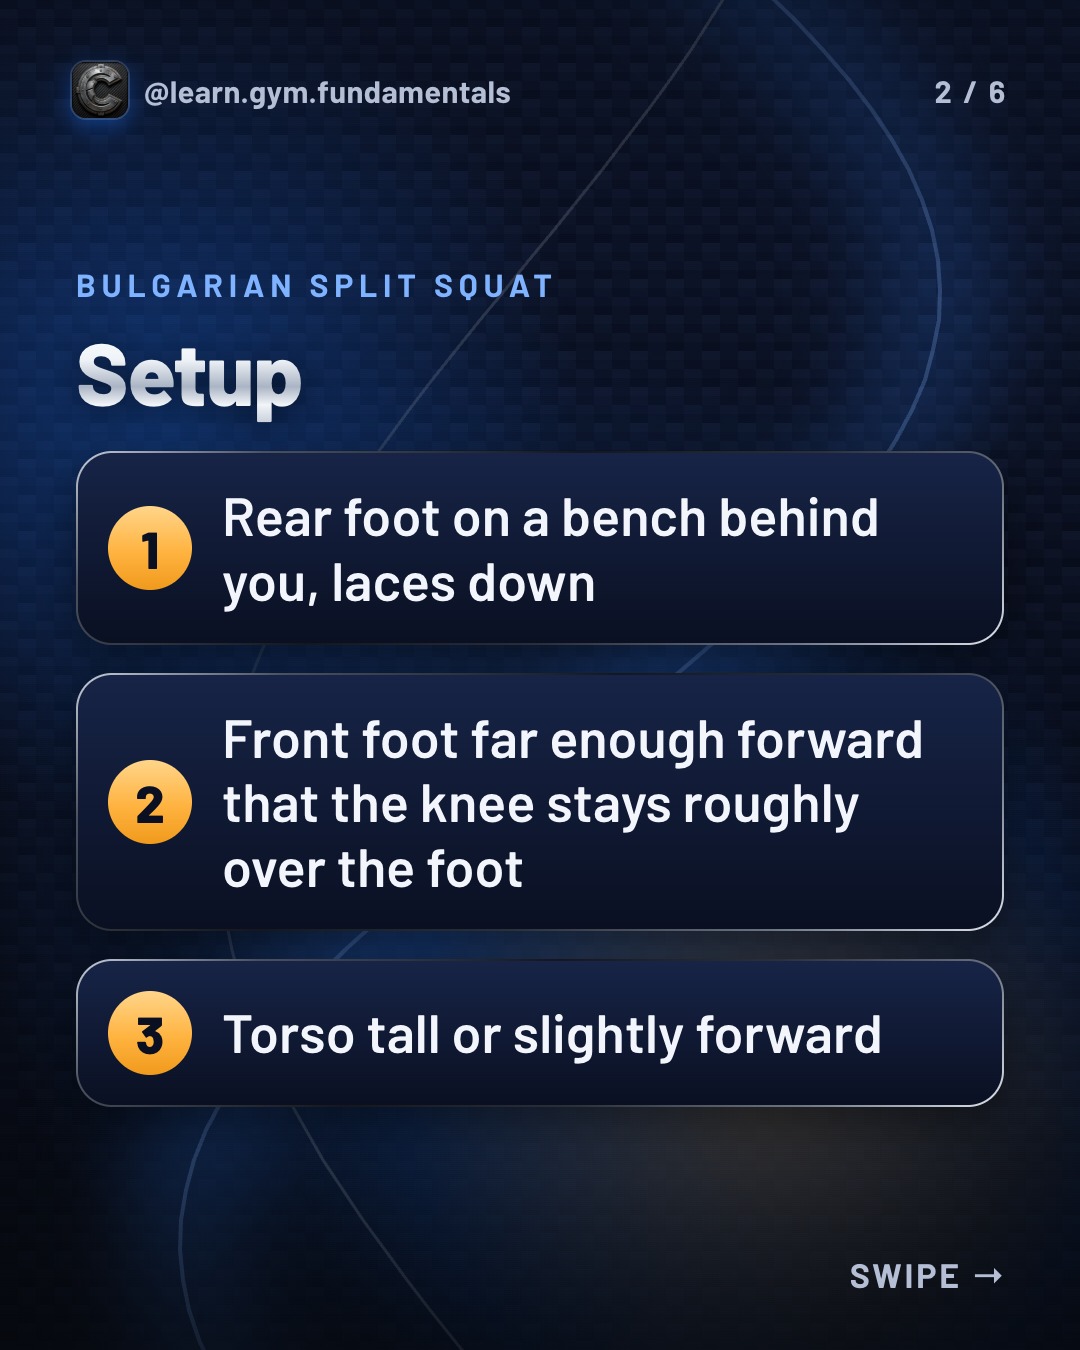 @learn.gym.fundamentals
2 / 6
BULGARIAN SPLIT SQUAT
Setup
1
Rear foot on a bench behind
you, laces down
2
Front foot far enough forward
that the knee stays roughly
over the foot
3
Torso tall or slightly forward
SWIPE →